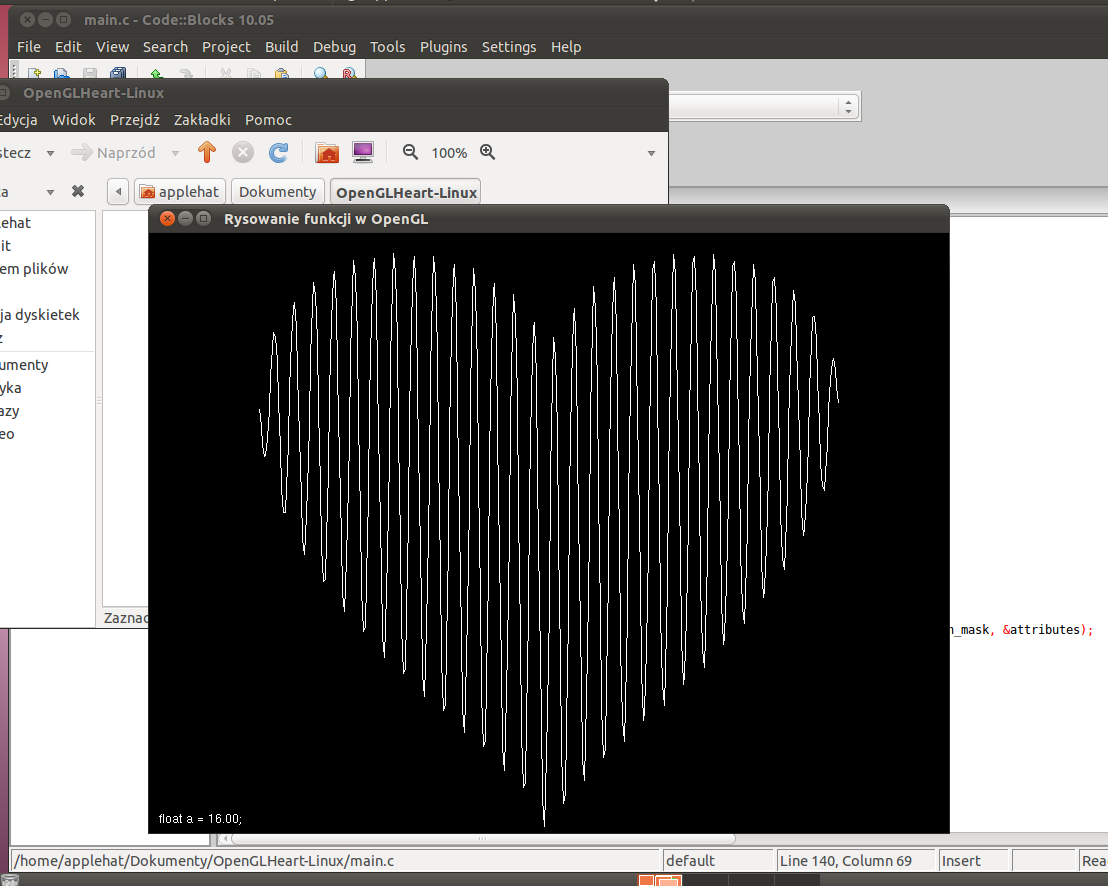 main.c - Code::Blocks 10.05
File Edit View Search Project Build Debug Tools Plugins Settings Help
OpenGLHeart-Linux
Edycja Widok Przejdź Zakładki Pomoc
stecz Naprzód 100%
applehat Dokumenty OpenGLHeart-Linux
Rysowanie funkcji w OpenGL
ehat
it
em plików
ja dyskietek
z
umenty
yka
azy
eo
Zaznac
_mask, &attributes);
float a = 16.00;
/home/applehat/Dokumenty/OpenGLHeart-Linux/main.c default Line 140, Column 69 Insert Rea